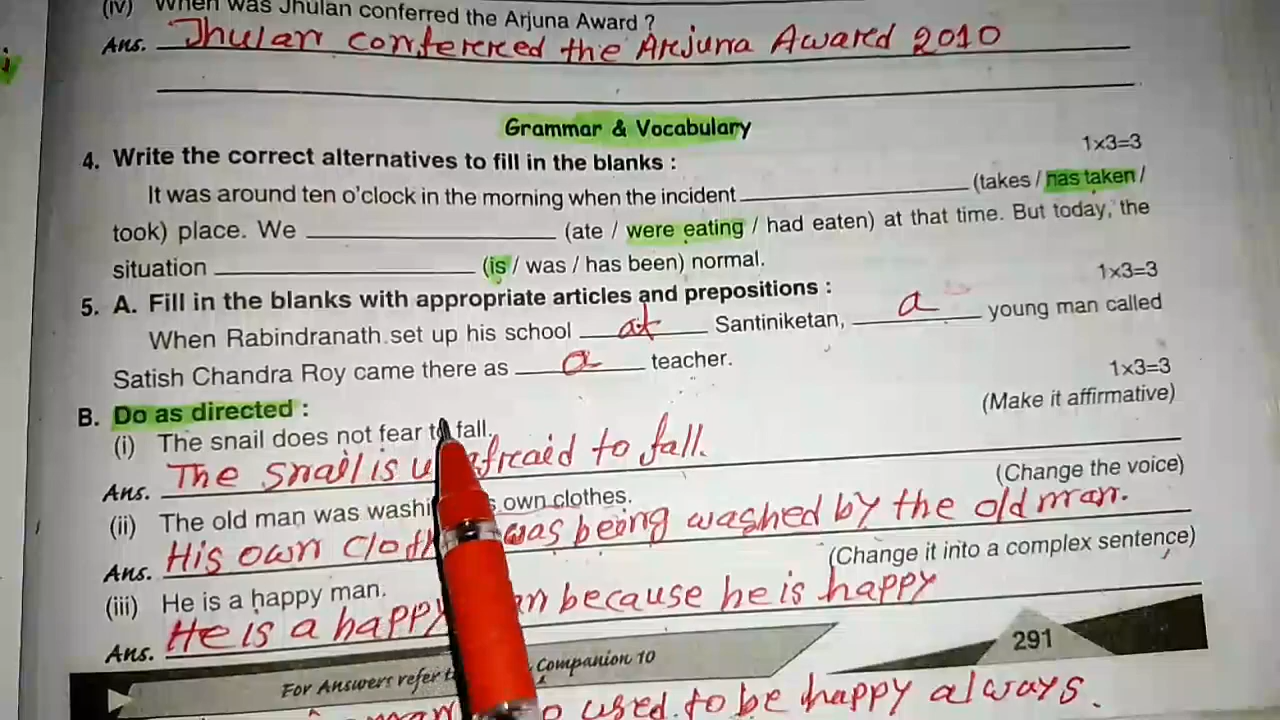 (iv) When was Jhulan conferred the Arjuna Award ?
Ans. Jhulan conferred the Arjuna Award 2010
Grammar & Vocabulary
4. Write the correct alternatives to fill in the blanks : 1×3=3
It was around ten o'clock in the morning when the incident (takes / has taken /
took) place. We (ate / were eating / had eaten) at that time. But today, the
situation (is / was / has been) normal.
5. A. Fill in the blanks with appropriate articles and prepositions : 1×3=3
When Rabindranath set up his school at Santiniketan, a young man called
Satish Chandra Roy came there as a teacher.
B. Do as directed : 1×3=3
(i) The snail does not fear to fall. (Make it affirmative)
Ans. The snail is to fall.
(ii) The old man was own clothes. (Change the voice)
Ans. His own was being washed by the old man.
(iii) He is a happy man. (Change it into a complex sentence)
Ans. He is a happy because he is happy
For Answers refer Companion 10
291
used to be happy always.